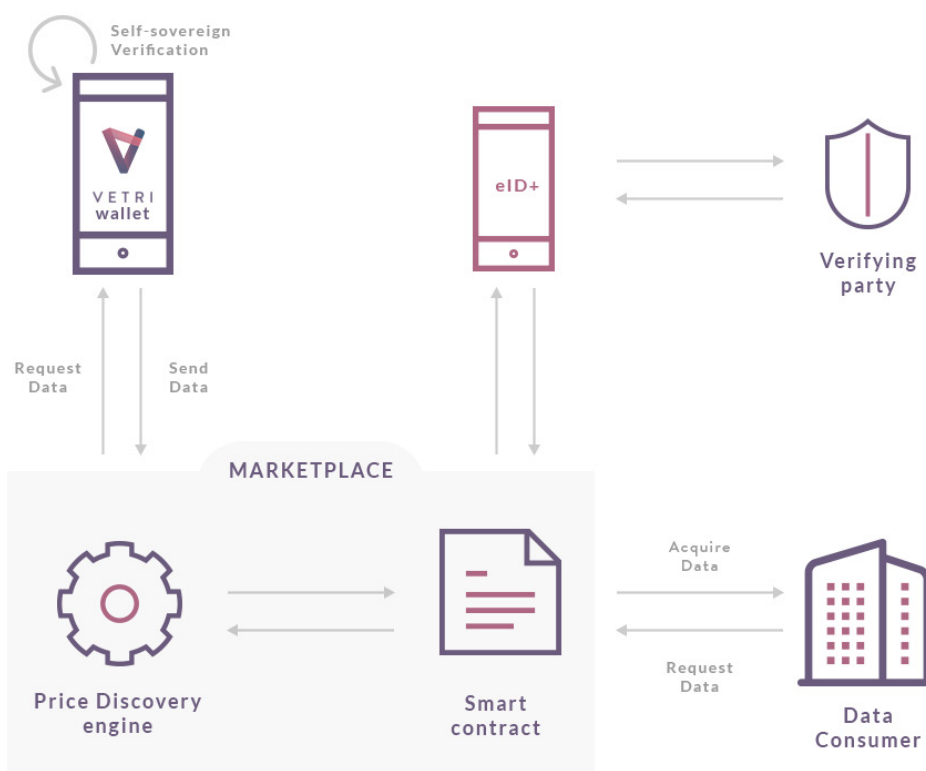 Self-sovereign
Verification
VETRI
wallet
eID+
Verifying
party
Request
Data
Send
Data
MARKETPLACE
Acquire
Data
Request
Data
Price Discovery
engine
Smart
contract
Data
Consumer